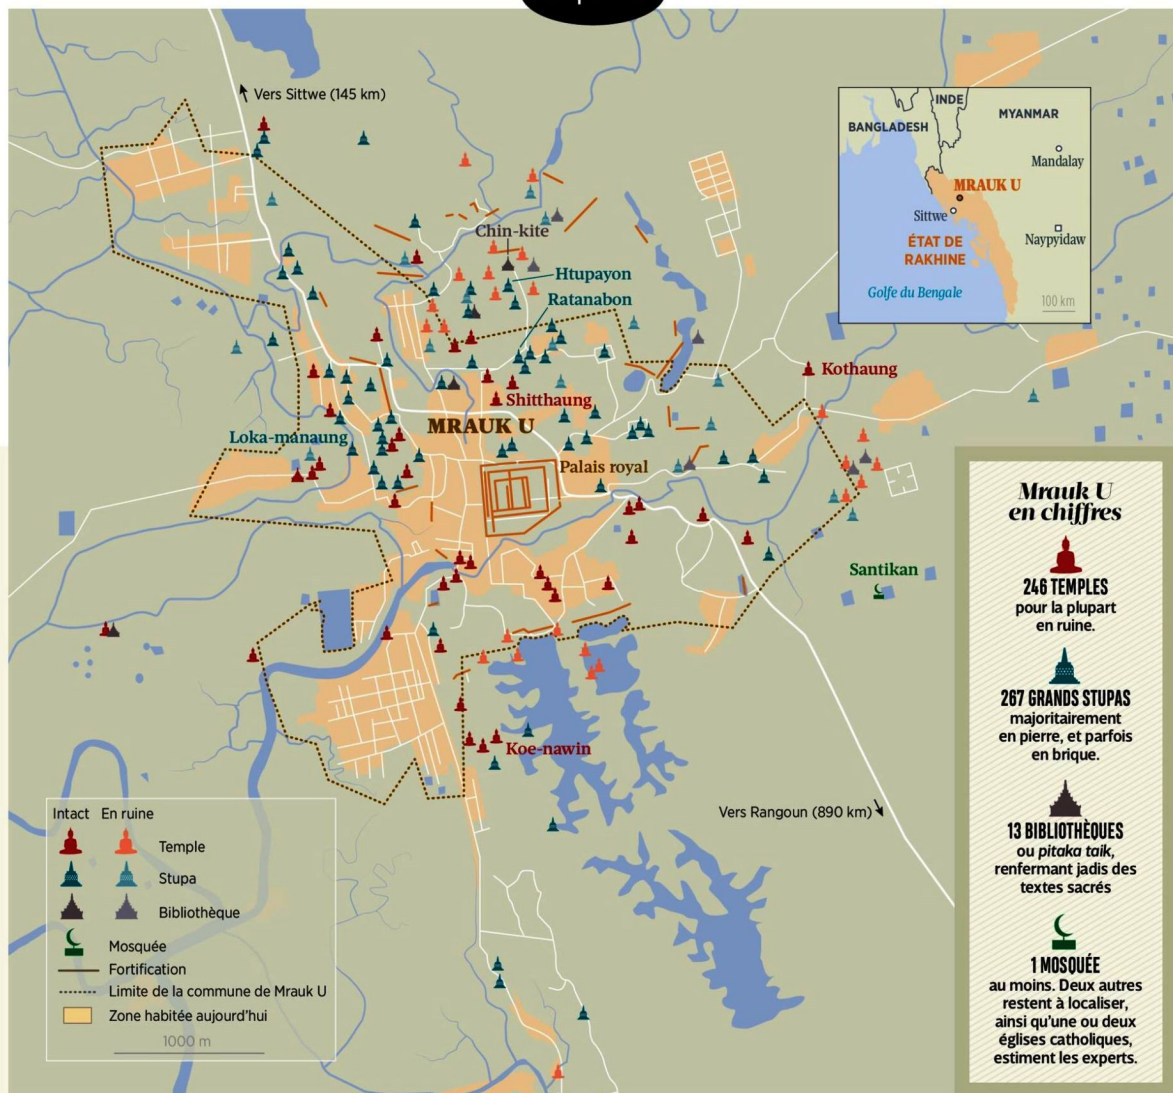 Vers Sittwe (145 km)
INDE
MYANMAR
BANGLADESH
Mandalay
MRAUK U
Sittwe
ÉTAT DE
RAKHINE
Naypyidaw
Golfe du Bengale
100 km
Chin-kite
Htupayon
Ratanabon
Kothaung
Shitthaung
MRAUK U
Loka-manaung
Palais royal
Santikan
Koe-nawin
Vers Rangoun (890 km)
Intact En ruine
Temple
Stupa
Bibliothèque
Mosquée
Fortification
Limite de la commune de Mrauk U
Zone habitée aujourd'hui
1000 m
Mrauk U
en chiffres
246 TEMPLES
pour la plupart
en ruine.
267 GRANDS STUPAS
majoritairement
en pierre, et parfois
en brique.
13 BIBLIOTHÈQUES
ou pitaka taik,
renfermant jadis des
textes sacrés
1 MOSQUÉE
au moins. Deux autres
restent à localiser,
ainsi qu'une ou deux
églises catholiques,
estiment les experts.